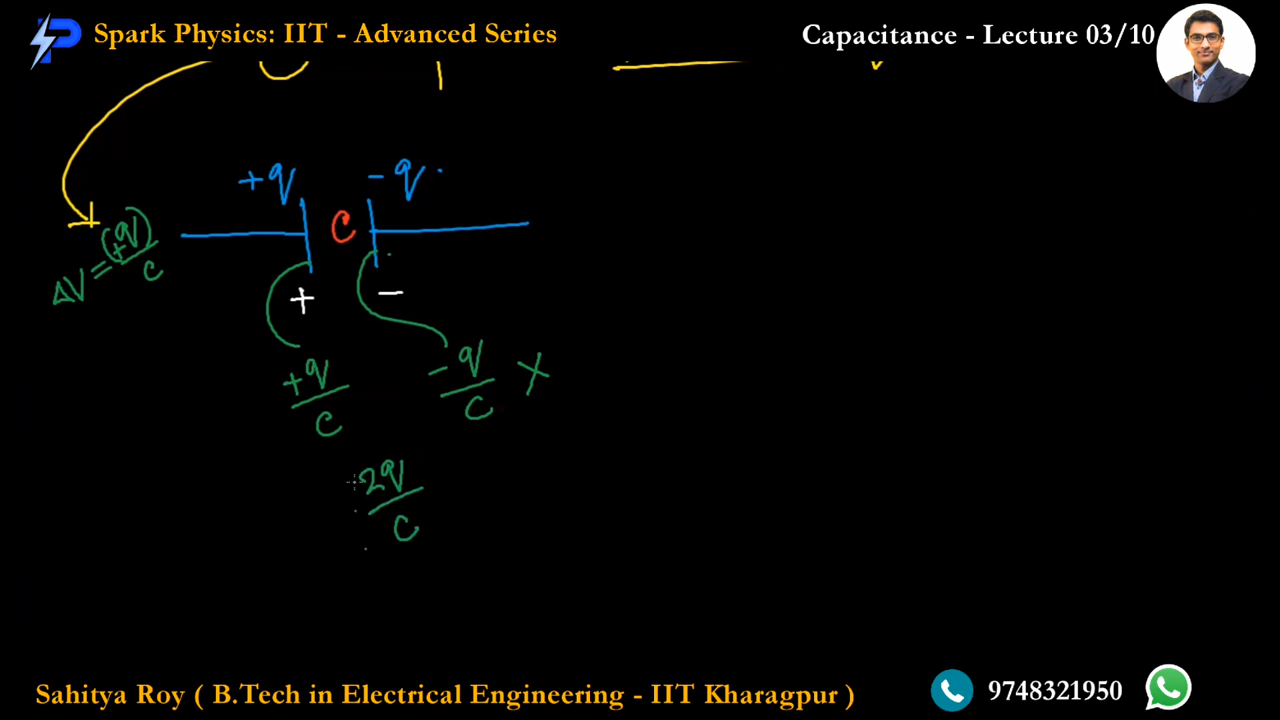 Spark Physics: IIT - Advanced Series
Capacitance - Lecture 03/10
+q
-q
C
ΔV = (+q)/C
+
-
+q/C
-q/C X
2q/C
Sahitya Roy ( B.Tech in Electrical Engineering - IIT Kharagpur )
9748321950